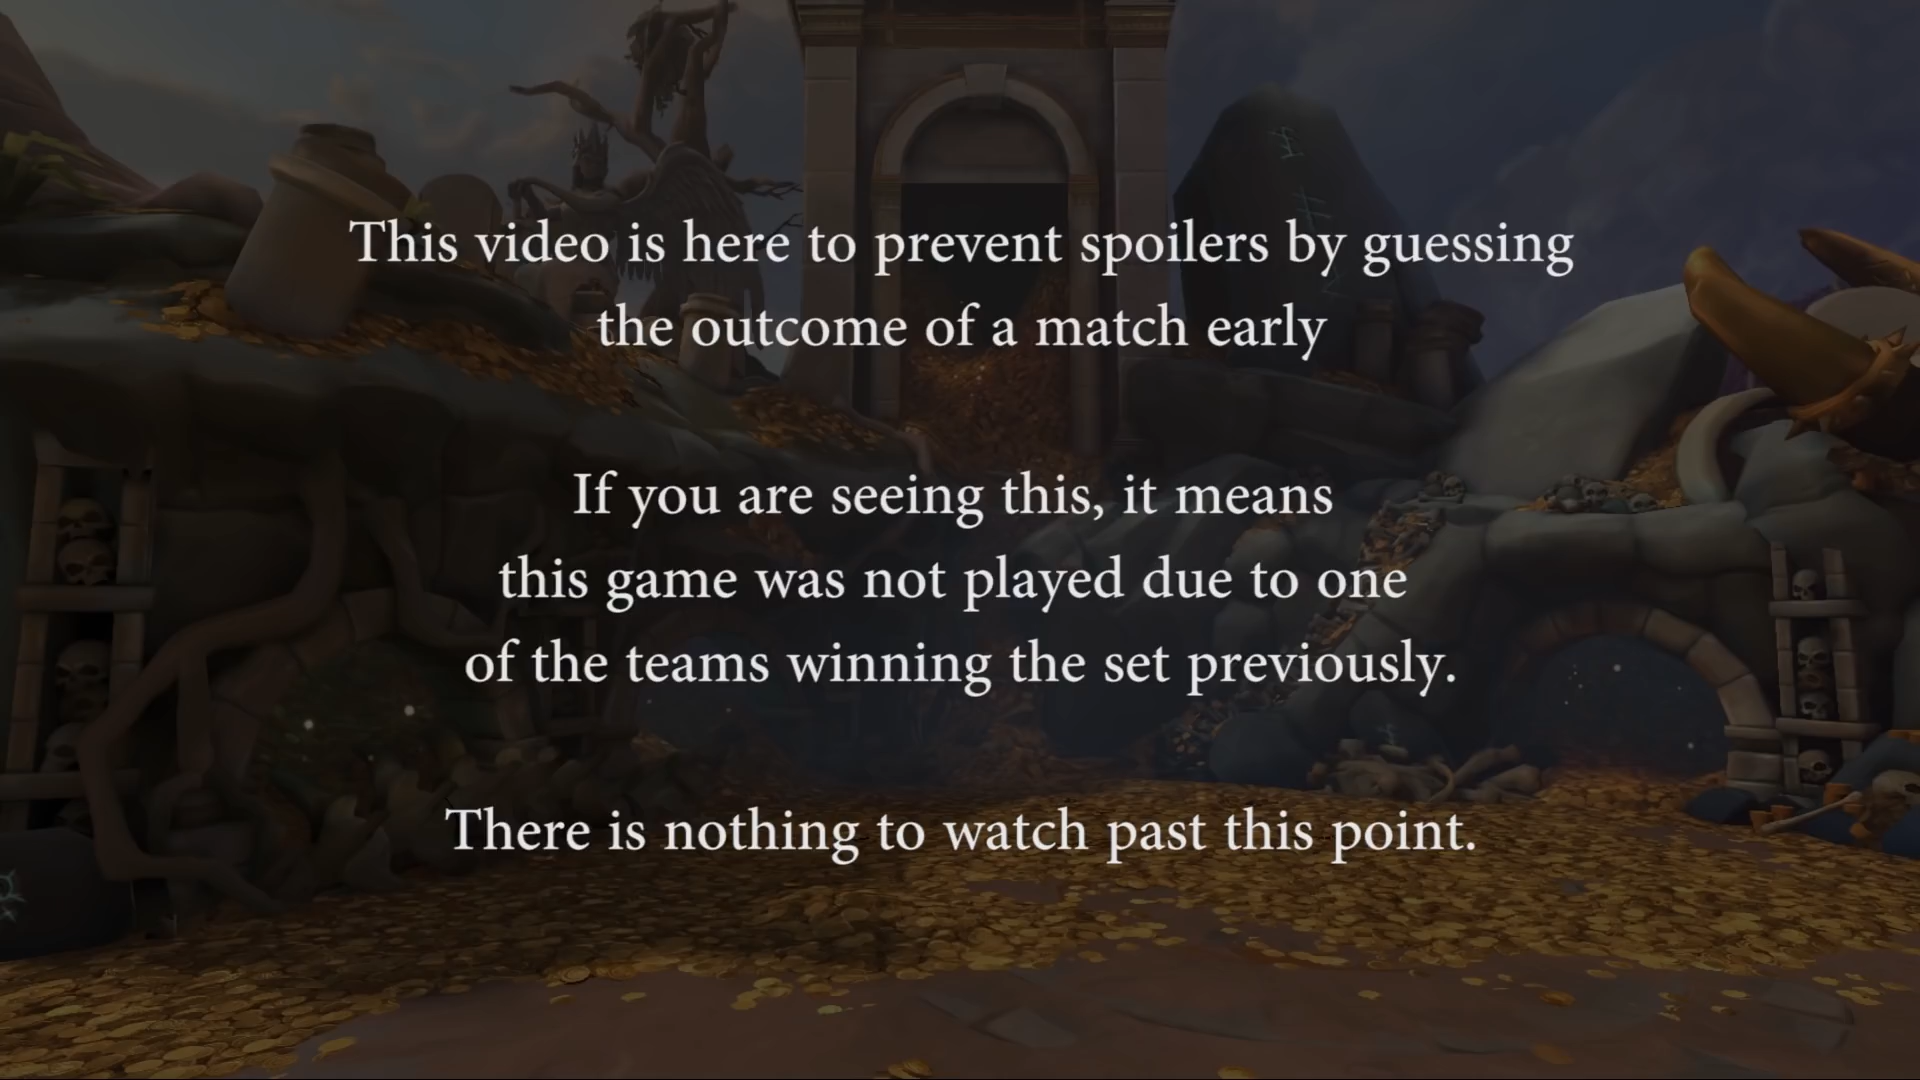 This video is here to prevent spoilers by guessing
the outcome of a match early
If you are seeing this, it means
this game was not played due to one
of the teams winning the set previously.
There is nothing to watch past this point.